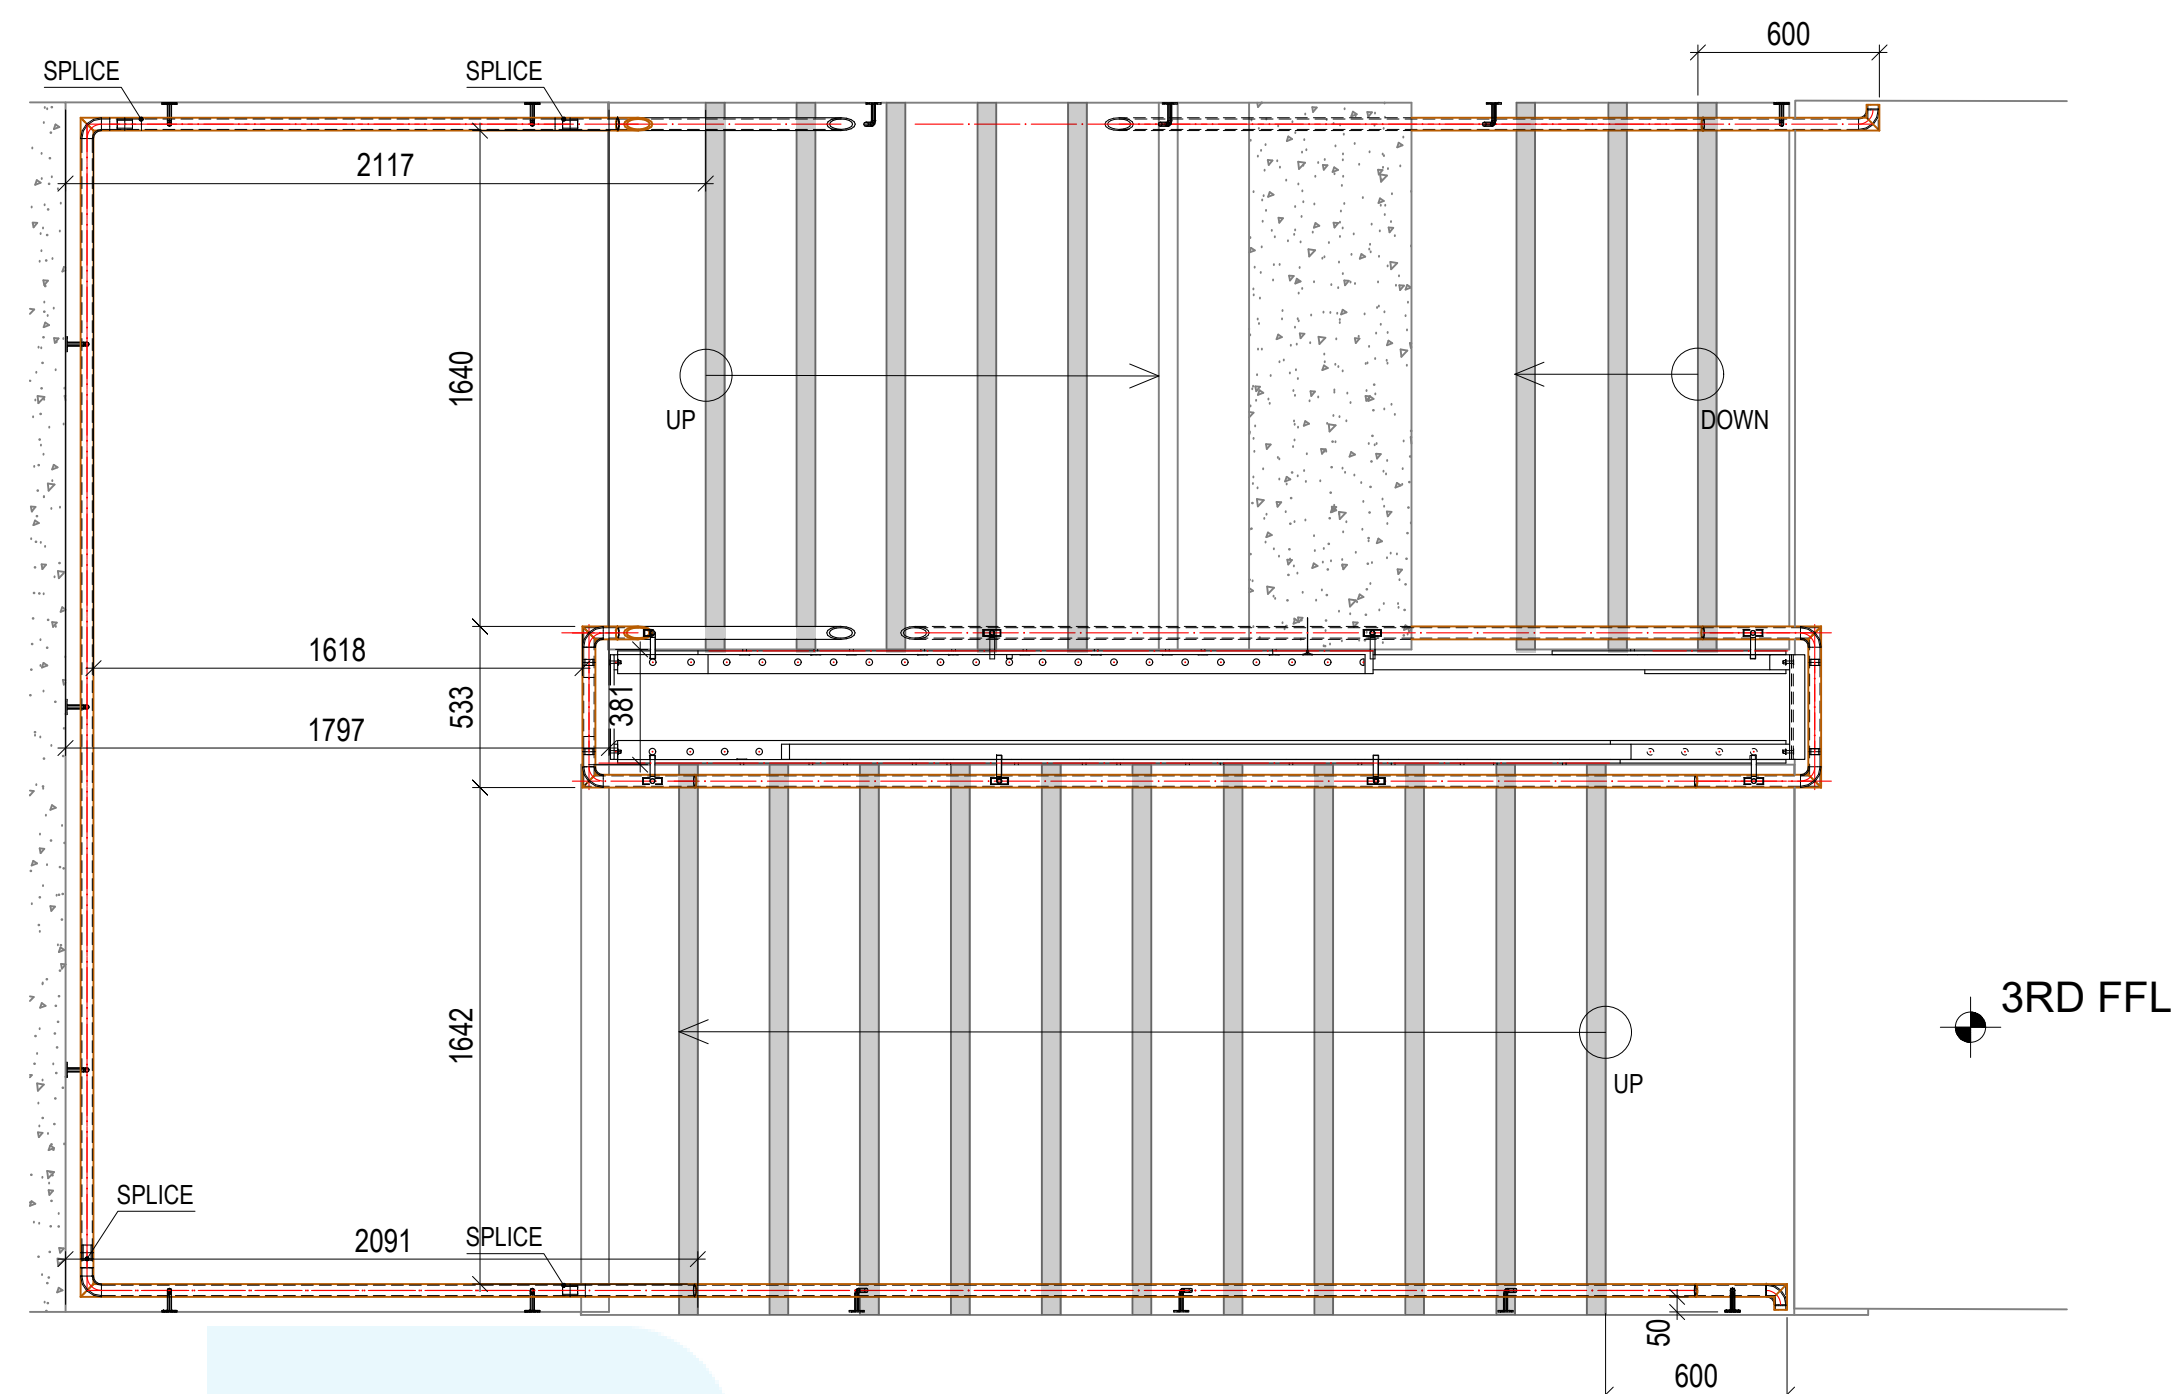 600
SPLICE
SPLICE
2117
1640
UP
DOWN
1618
533
381
1797
3RD FFL
1642
UP
SPLICE
2091
SPLICE
50
600